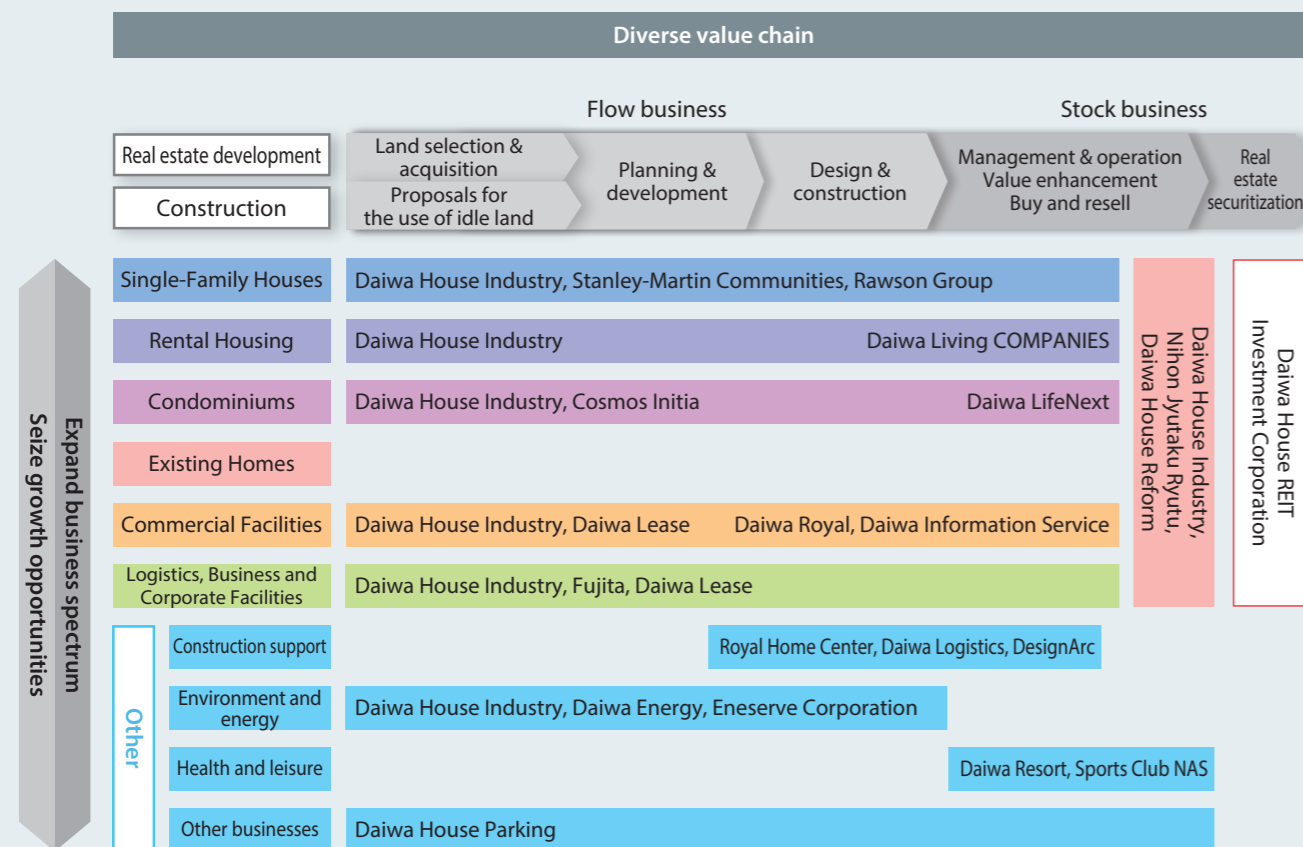 Diverse value chain
Flow business
Stock business
Real estate development
Construction
Land selection &
acquisition
Proposals for
the use of idle land
Planning &
development
Design &
construction
Management & operation
Value enhancement
Buy and resell
Real
estate
securitization
Expand business spectrum
Seize growth opportunities
Single-Family Houses
Daiwa House Industry, Stanley-Martin Communities, Rawson Group
Rental Housing
Daiwa House Industry
Daiwa Living COMPANIES
Condominiums
Daiwa House Industry, Cosmos Initia
Daiwa LifeNext
Existing Homes
Commercial Facilities
Daiwa House Industry, Daiwa Lease
Daiwa Royal, Daiwa Information Service
Logistics, Business and
Corporate Facilities
Daiwa House Industry, Fujita, Daiwa Lease
Daiwa House Industry,
Nihon Jyutaku Ryutu,
Daiwa House Reform
Daiwa House REIT
Investment Corporation
Other
Construction support
Royal Home Center, Daiwa Logistics, DesignArc
Environment and
energy
Daiwa House Industry, Daiwa Energy, Eneserve Corporation
Health and leisure
Daiwa Resort, Sports Club NAS
Other businesses
Daiwa House Parking